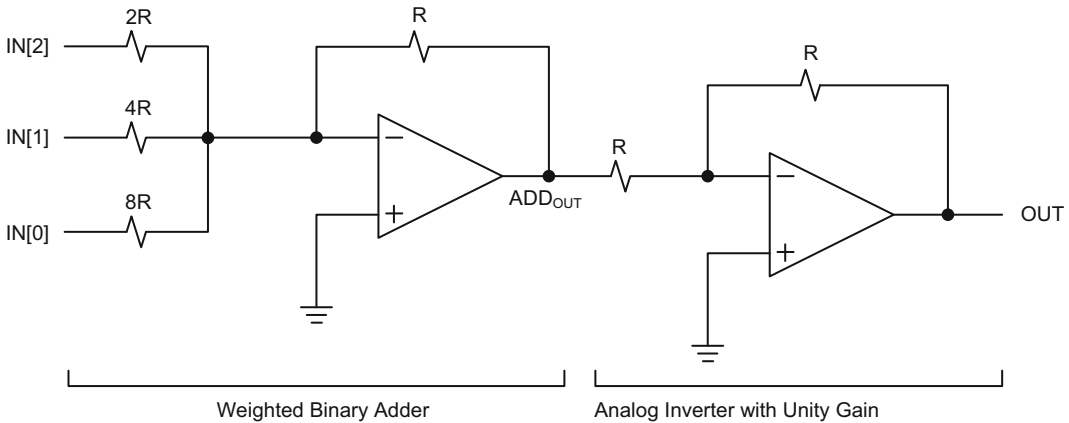 2R
IN[2]
R
R
4R
IN[1]
−
R
−
8R
IN[0]
+
ADDOUT
OUT
+
Weighted Binary Adder
Analog Inverter with Unity Gain